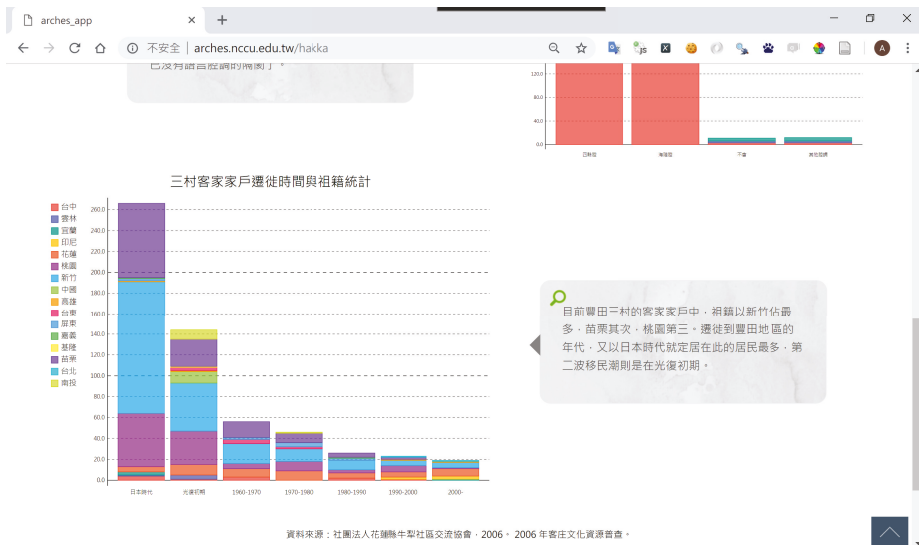 arches_app
不安全 arches.nccu.edu.tw/hakka
120.0
80.0
40.0
0.0
不會
其他腔調
三村客家家戶遷徙時間與祖籍統計
台中
雲林
宜蘭
印尼
花蓮
桃園
新竹
中國
高雄
台東
屏東
嘉義
基隆
苗栗
台北
南投
260.0
240.0
220.0
200.0
180.0
160.0
140.0
120.0
100.0
80.0
60.0
40.0
20.0
0.0
日本時代
光復初期
1960-1970
1970-1980
1980-1990
1990-2000
2000-
目前豐田三村的客家家戶中，祖籍以新竹佔最
多，苗栗其次，桃園第三。遷徙到豐田地區的
年代，又以日本時代就定居在此的居民最多，第
二波移民潮則是在光復初期。
資料來源：社團法人花蓮縣牛犁社區交流協會，2006。2006 年客庄文化資源普查。